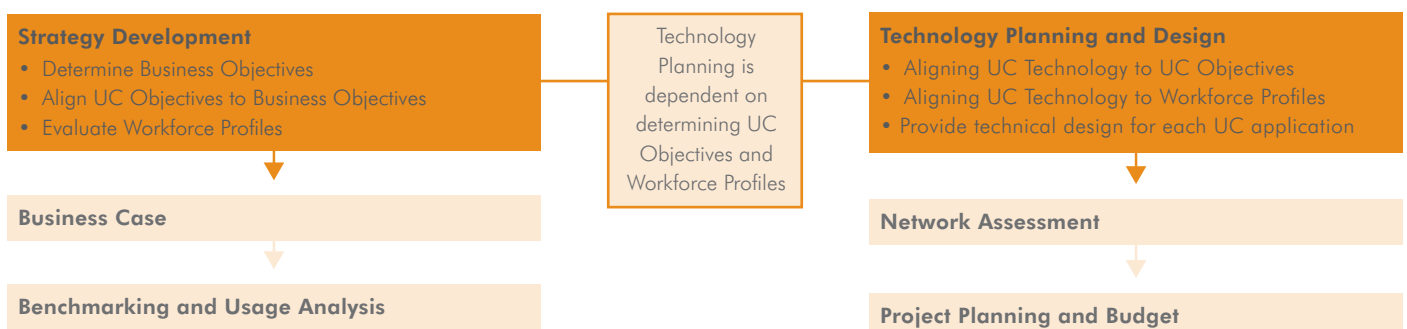 Strategy Development
• Determine Business Objectives
• Align UC Objectives to Business Objectives
• Evaluate Workforce Profiles
Business Case
Benchmarking and Usage Analysis
Technology
Planning is
dependent on
determining UC
Objectives and
Workforce Profiles
Technology Planning and Design
• Aligning UC Technology to UC Objectives
• Aligning UC Technology to Workforce Profiles
• Provide technical design for each UC application
Network Assessment
Project Planning and Budget